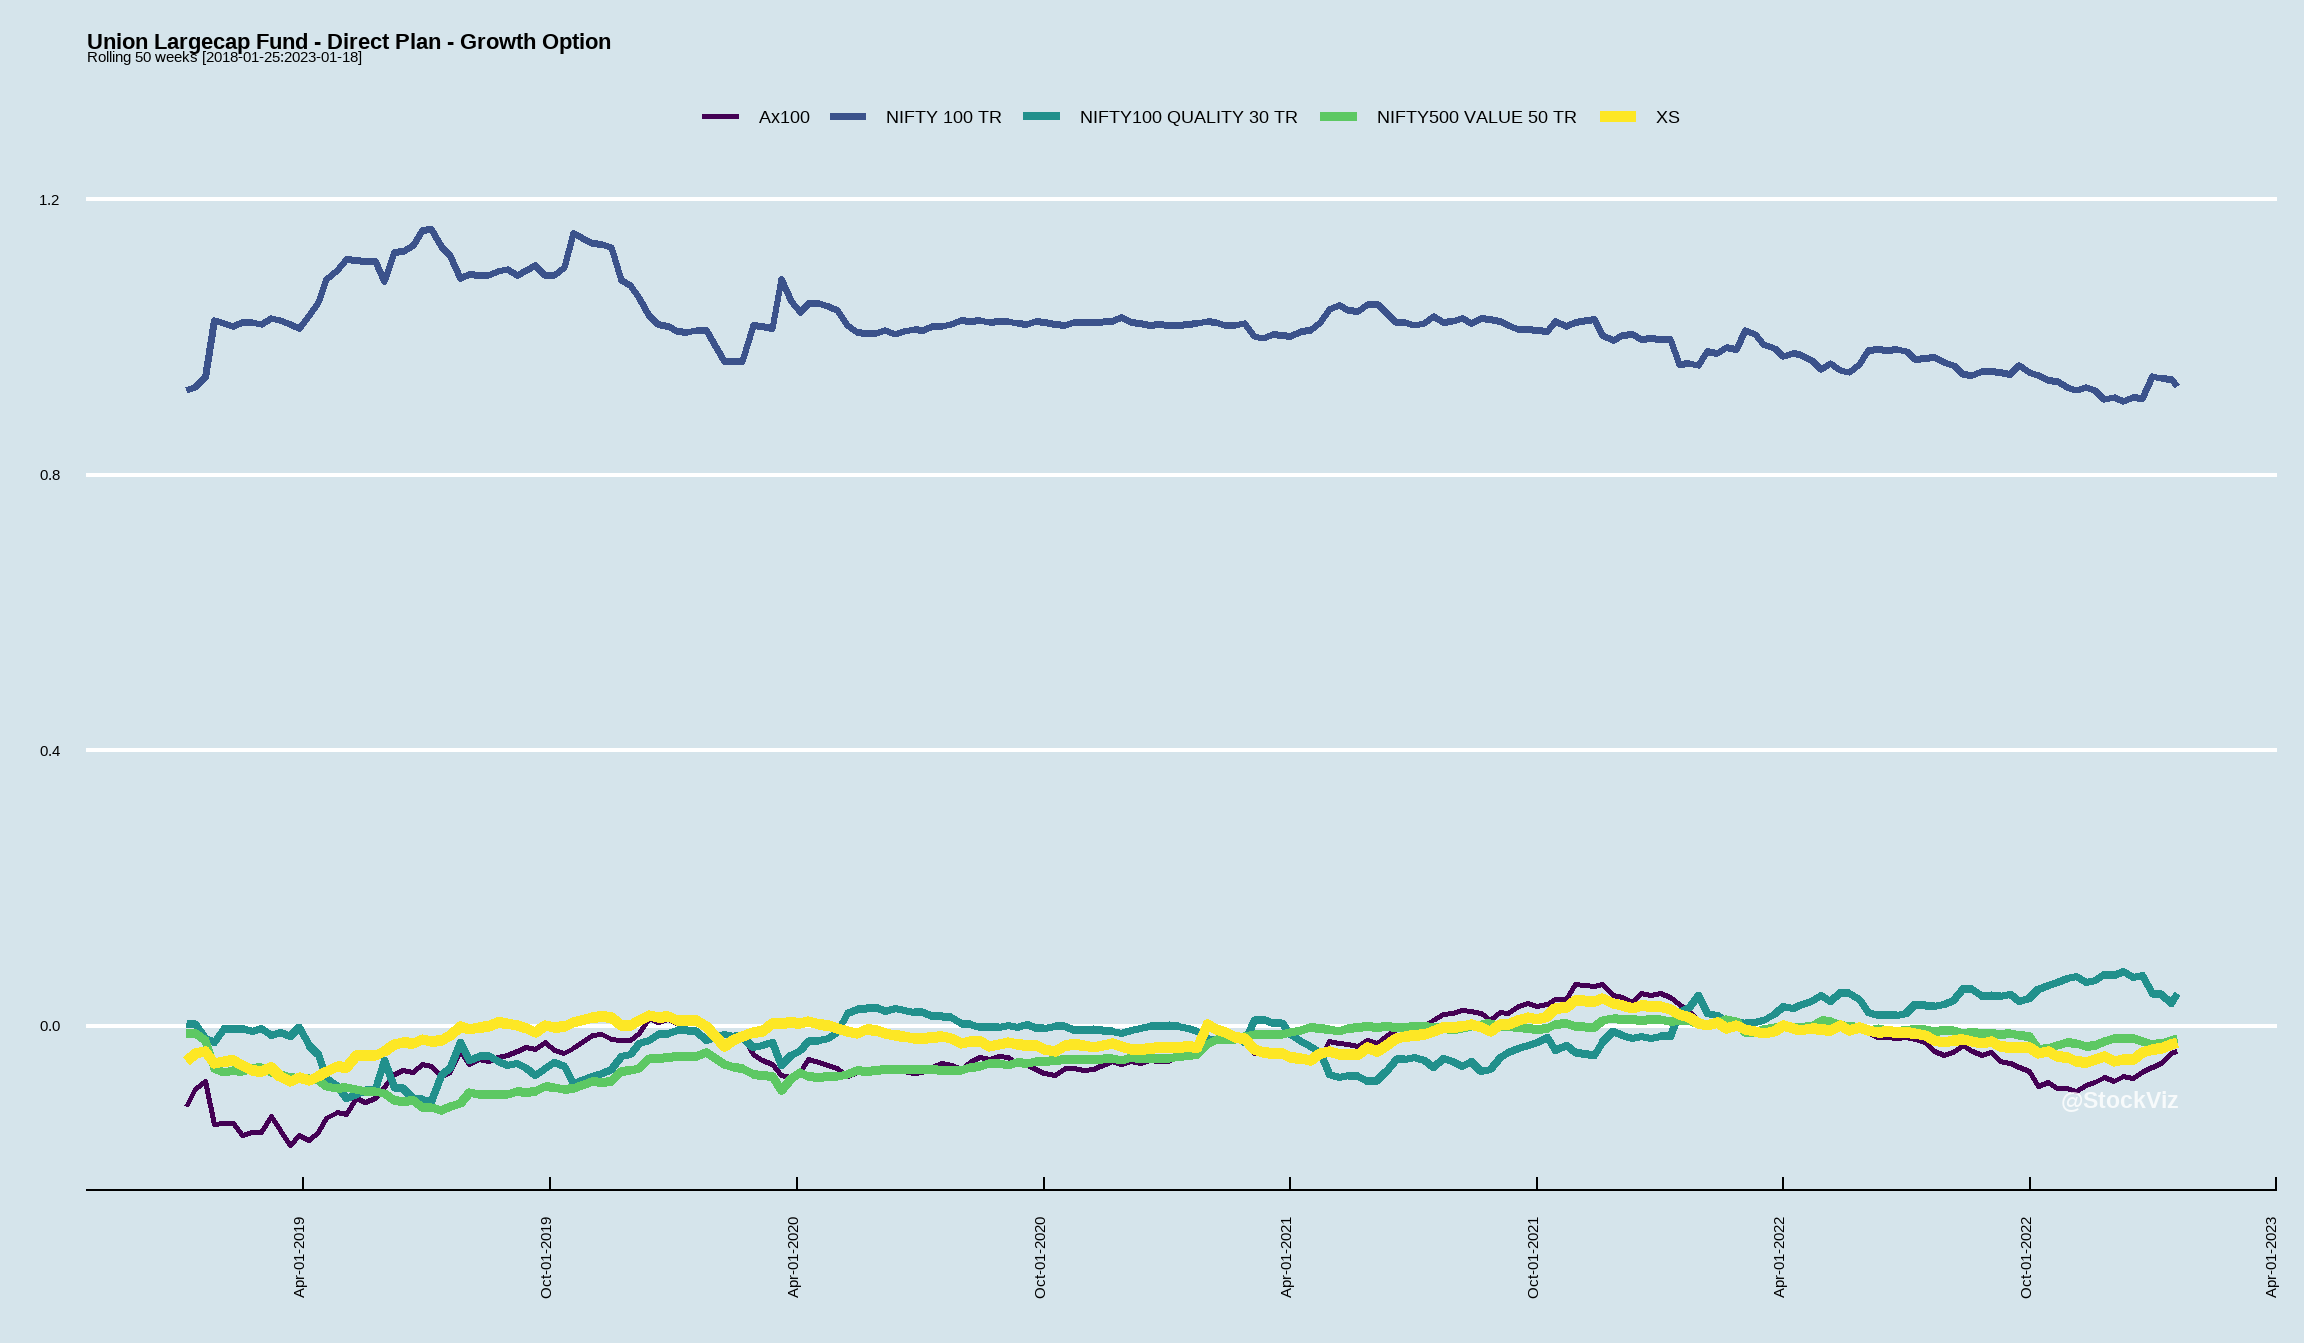 Union Largecap Fund - Direct Plan - Growth Option
Rolling 50 weeks [2018-01-25:2023-01-18]
Ax100 NIFTY 100 TR NIFTY100 QUALITY 30 TR NIFTY500 VALUE 50 TR XS
1.2
0.8
0.4
0.0
@StockViz
Apr-01-2019 Oct-01-2019 Apr-01-2020 Oct-01-2020 Apr-01-2021 Oct-01-2021 Apr-01-2022 Oct-01-2022 Apr-01-2023